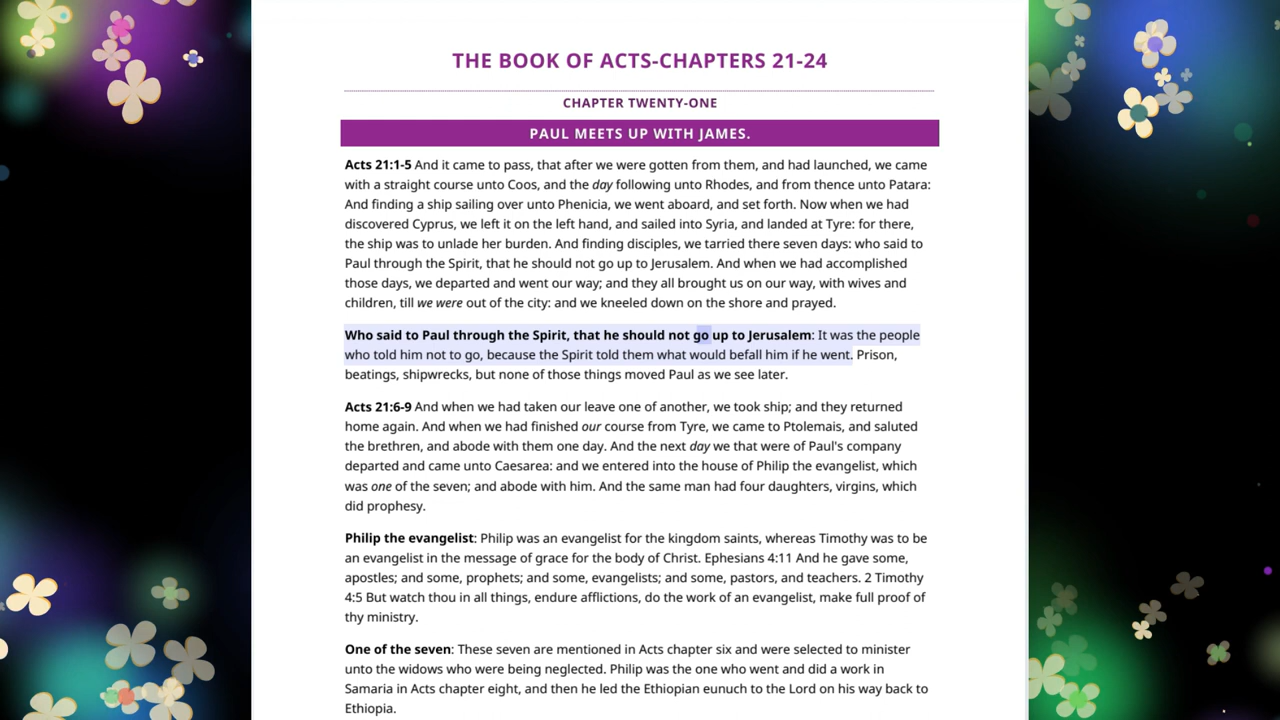 THE BOOK OF ACTS-CHAPTERS 21-24
CHAPTER TWENTY-ONE
PAUL MEETS UP WITH JAMES.
Acts 21:1-5 And it came to pass, that after we were gotten from them, and had launched, we came
with a straight course unto Coos, and the day following unto Rhodes, and from thence unto Patara:
And finding a ship sailing over unto Phenicia, we went aboard, and set forth. Now when we had
discovered Cyprus, we left it on the left hand, and sailed into Syria, and landed at Tyre: for there,
the ship was to unlade her burden. And finding disciples, we tarried there seven days: who said to
Paul through the Spirit, that he should not go up to Jerusalem. And when we had accomplished
those days, we departed and went our way; and they all brought us on our way, with wives and
children, till we were out of the city: and we kneeled down on the shore and prayed.
Who said to Paul through the Spirit, that he should not go up to Jerusalem: It was the people
who told him not to go, because the Spirit told them what would befall him if he went. Prison,
beatings, shipwrecks, but none of those things moved Paul as we see later.
Acts 21:6-9 And when we had taken our leave one of another, we took ship; and they returned
home again. And when we had finished our course from Tyre, we came to Ptolemais, and saluted
the brethren, and abode with them one day. And the next day we that were of Paul's company
departed and came unto Caesarea: and we entered into the house of Philip the evangelist, which
was one of the seven; and abode with him. And the same man had four daughters, virgins, which
did prophesy.
Philip the evangelist: Philip was an evangelist for the kingdom saints, whereas Timothy was to be
an evangelist in the message of grace for the body of Christ. Ephesians 4:11 And he gave some,
apostles; and some, prophets; and some, evangelists; and some, pastors, and teachers. 2 Timothy
4:5 But watch thou in all things, endure afflictions, do the work of an evangelist, make full proof of
thy ministry.
One of the seven: These seven are mentioned in Acts chapter six and were selected to minister
unto the widows who were being neglected. Philip was the one who went and did a work in
Samaria in Acts chapter eight, and then he led the Ethiopian eunuch to the Lord on his way back to
Ethiopia.